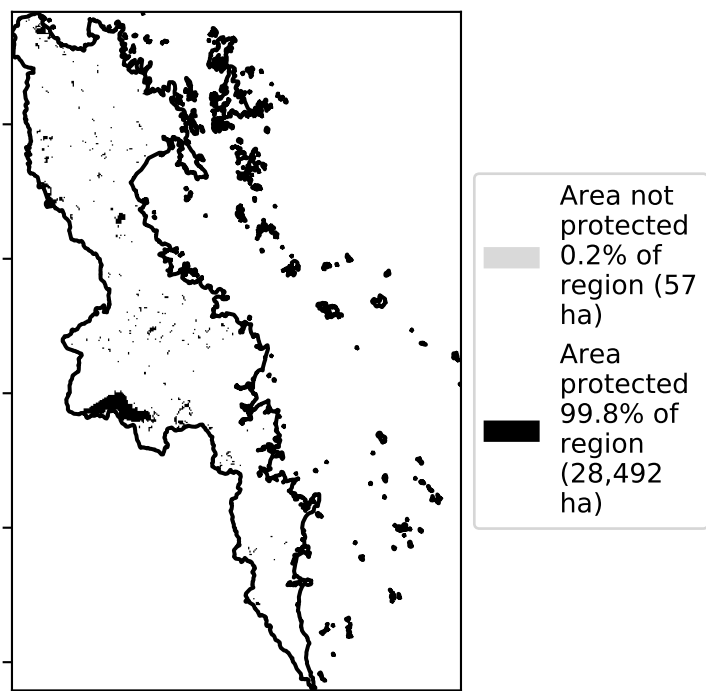 Area not
protected
0.2% of
region (57
ha)
Area
protected
99.8% of
region
(28,492
ha)